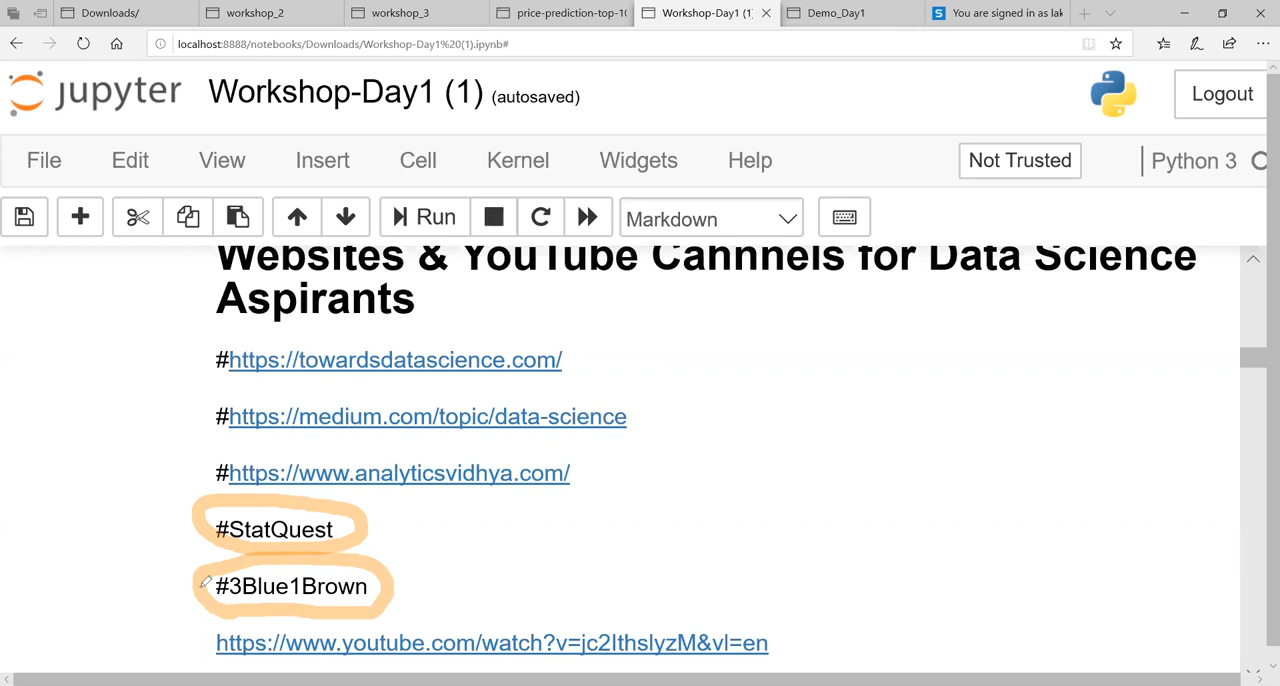 Downloads/
workshop_2
workshop_3
price-prediction-top-10
Workshop-Day1 (1)
Demo_Day1
S You are signed in as lak
localhost:8888/notebooks/Downloads/Workshop-Day1%20(1).ipynb#
jupyter Workshop-Day1 (1) (autosaved)
Logout
File Edit View Insert Cell Kernel Widgets Help Not Trusted Python 3
Run Markdown
Websites & YouTube Cahnnels for Data Science
Aspirants
#https://towardsdatascience.com/
#https://medium.com/topic/data-science
#https://www.analyticsvidhya.com/
#StatQuest
#3Blue1Brown
https://www.youtube.com/watch?v=jc2IthslyzM&vl=en